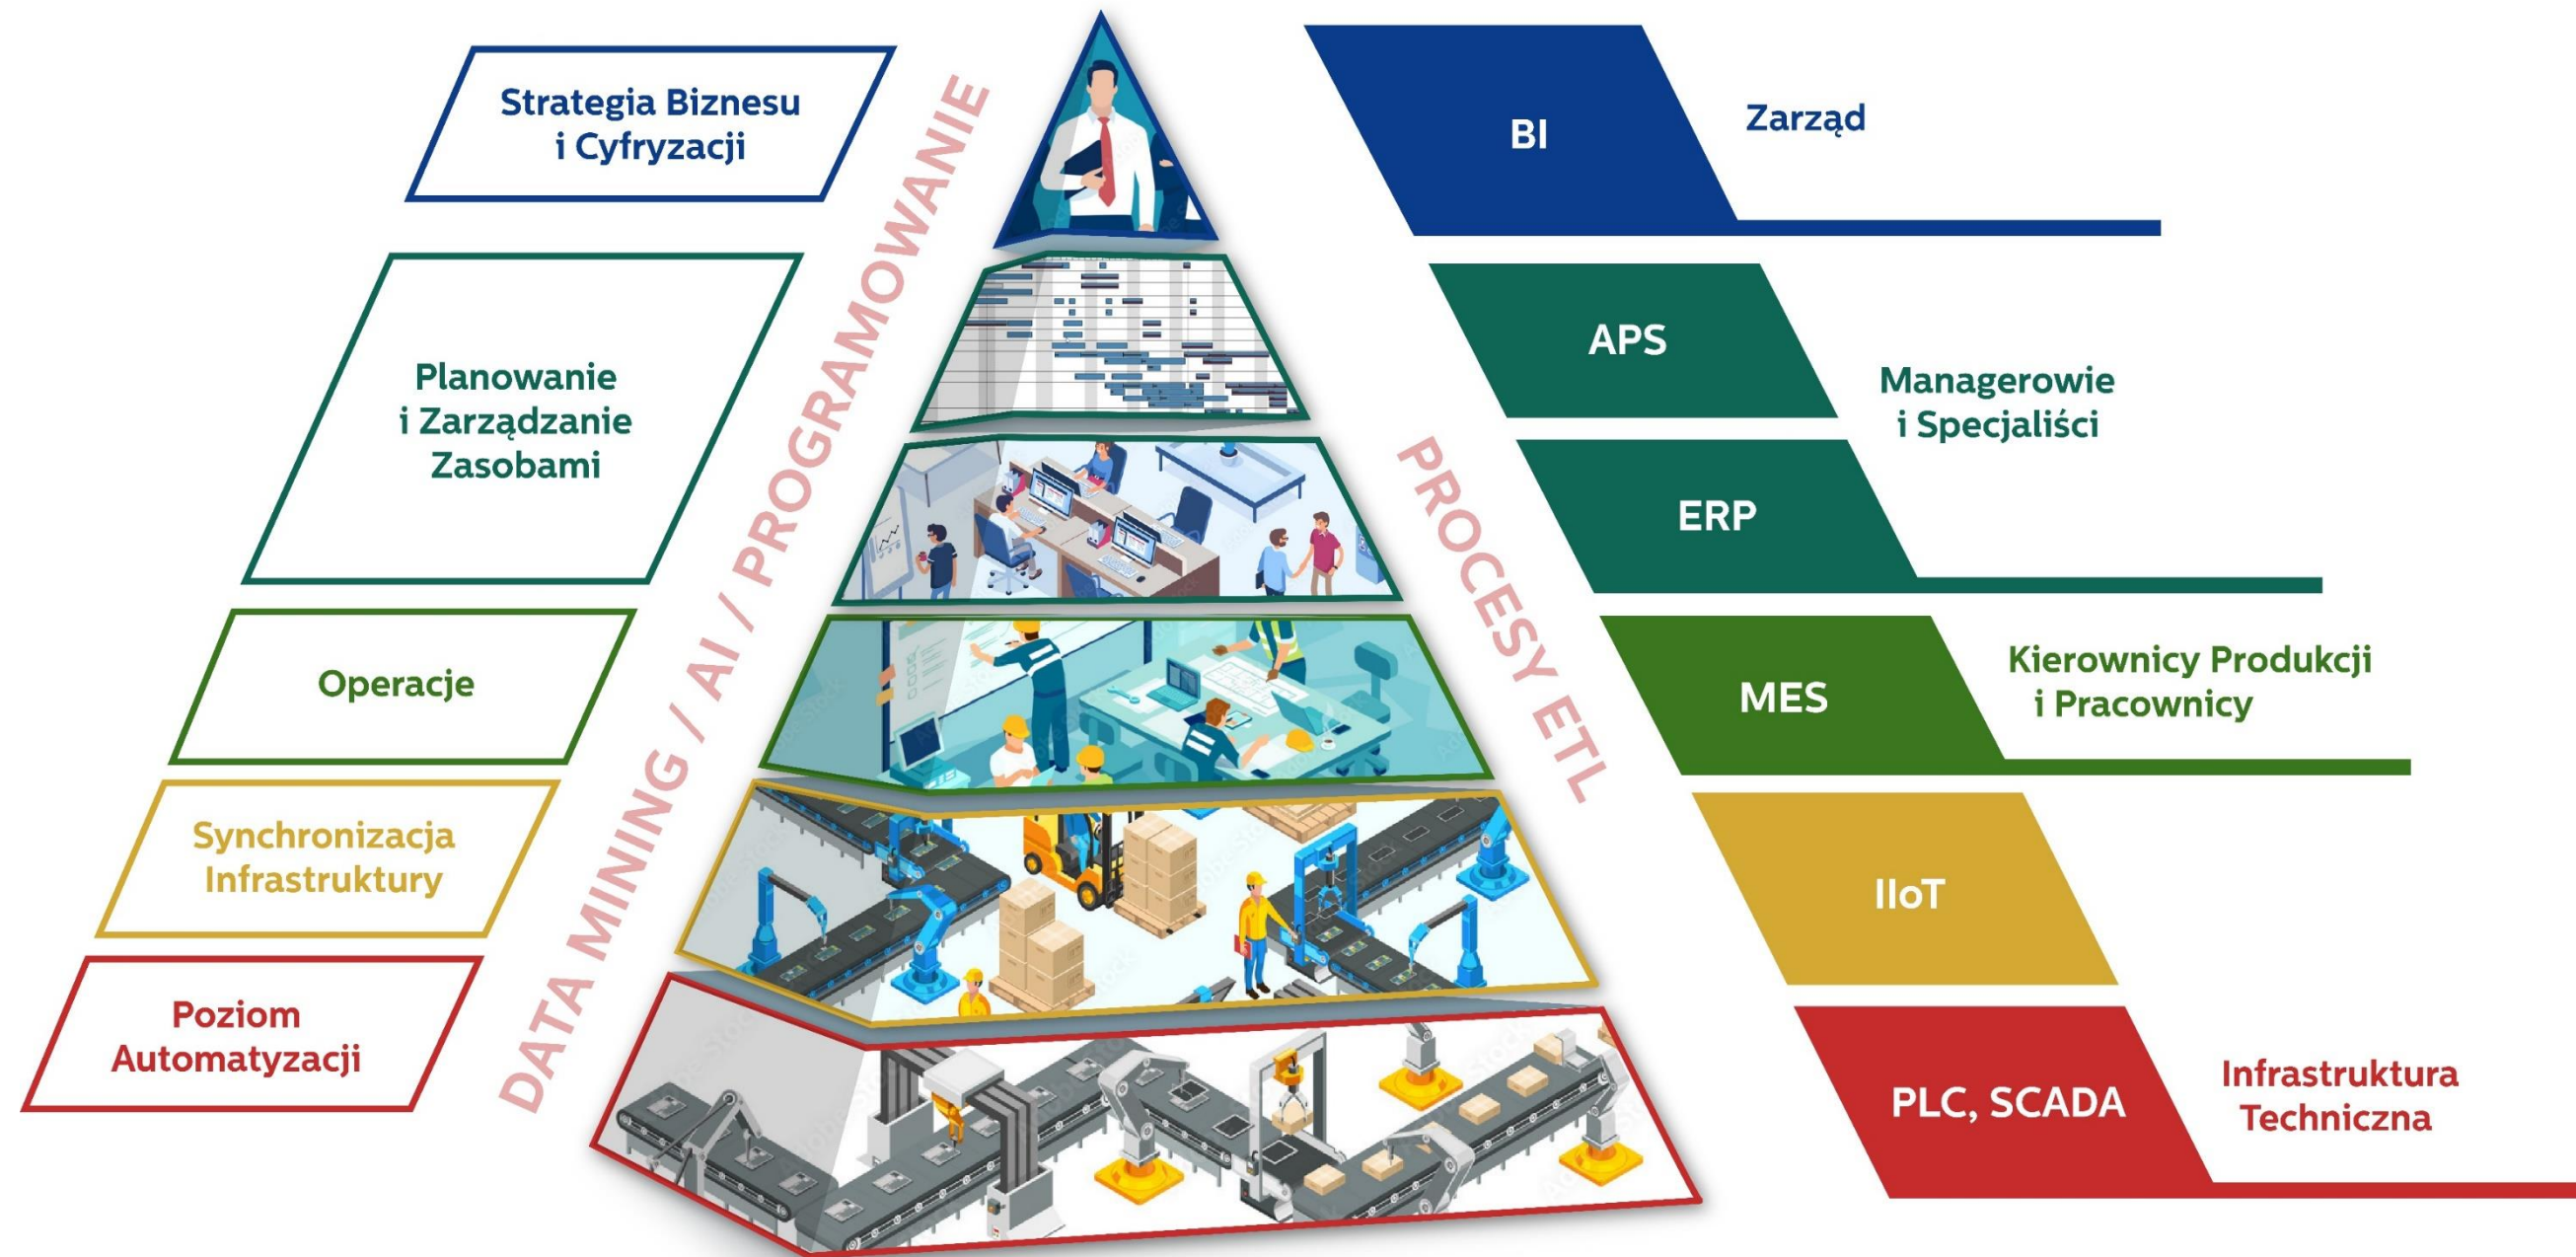 Strategia Biznesu
i Cyfryzacji
Planowanie
i Zarządzanie
Zasobami
Operacje
Synchronizacja
Infrastruktury
Poziom
Automatyzacji
DATA MINING / AI / PROGRAMOWANIE
PROCESY ETL
BI
Zarząd
APS
Managerowie
i Specjaliści
ERP
MES
Kierownicy Produkcji
i Pracownicy
IIoT
PLC, SCADA
Infrastruktura
Techniczna